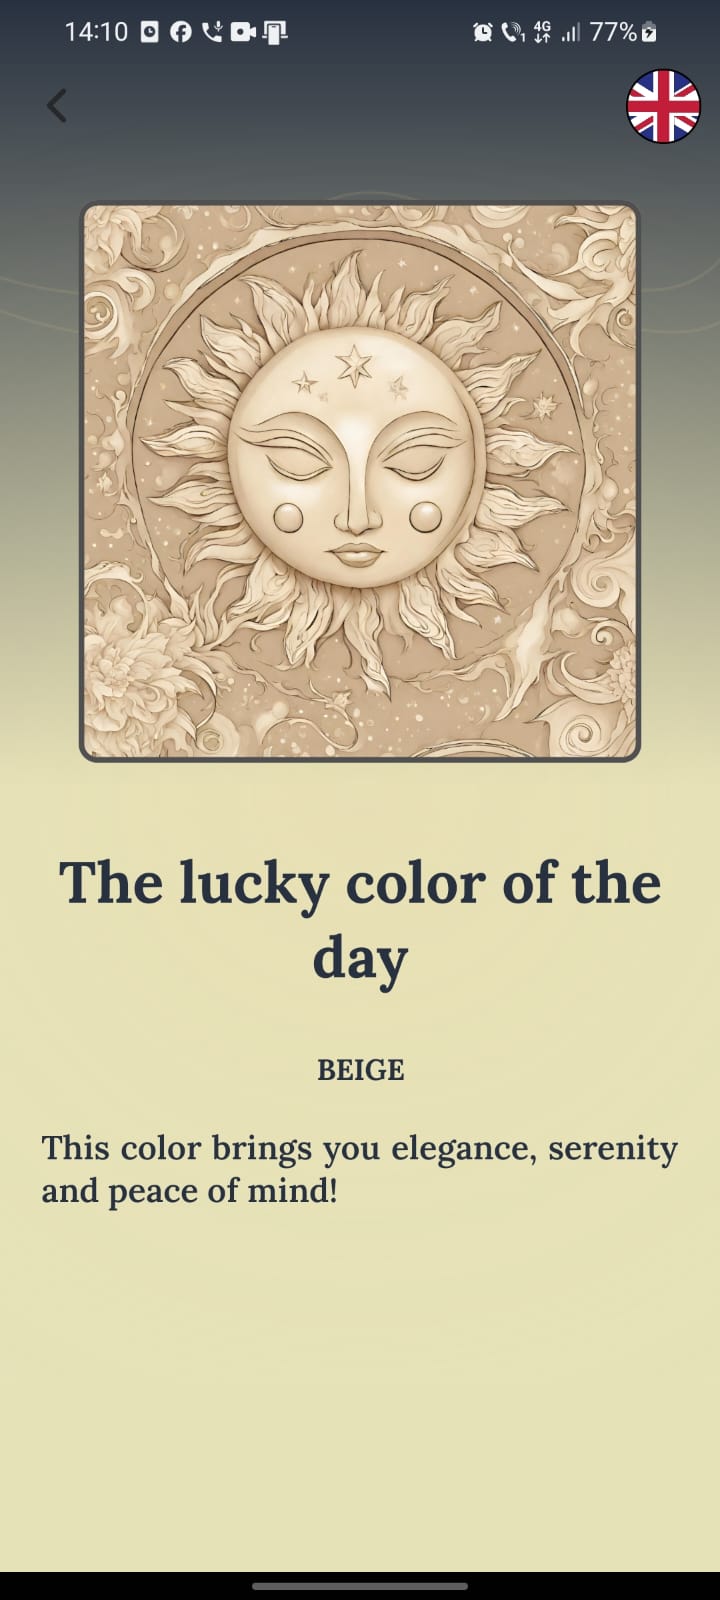 14:10 4G 77%
The lucky color of the
day
BEIGE
This color brings you elegance, serenity
and peace of mind!